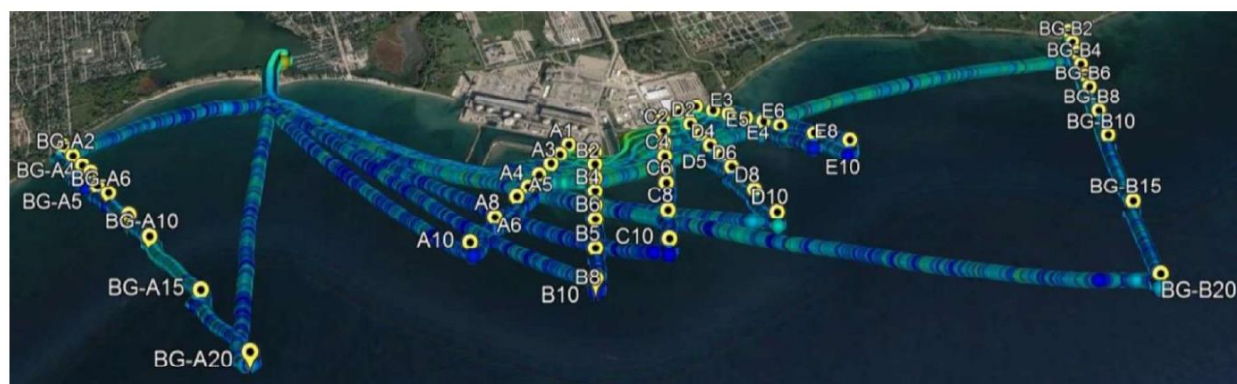 BG-A2
BG-A4
BG-A6
BG-A5
BG-A10
BG-A15
BG-A20
A1
A3
A4
A5
A8
A6
A10
B2
B4
B6
B5
B8
B10
C2
C4
C6
C8
C10
D2
D4
D5
D6
D8
D10
E3
E5
E4
E6
E8
E10
BG-B2
BG-B4
BG-B6
BG-B8
BG-B10
BG-B15
BG-B20